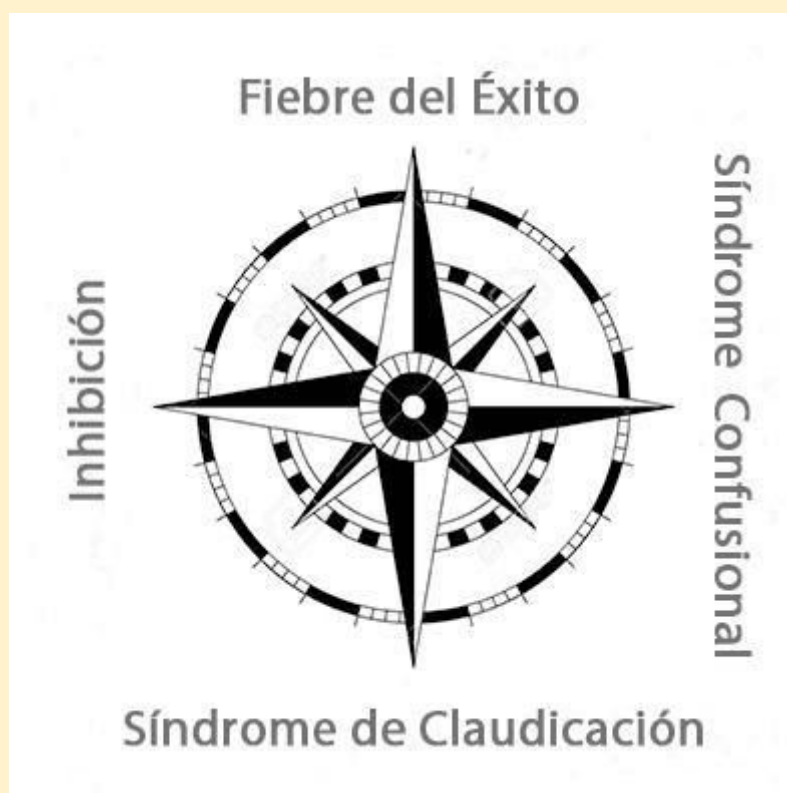 Fiebre del Éxito
Inhibición
Síndrome Confusional
Síndrome de Claudicación